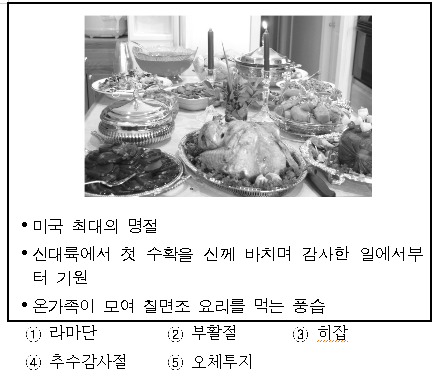 • 미국 최대의 명절
• 신대륙에서 첫 수확을 신께 바치며 감사한 일에서부
터 기원
• 온가족이 모여 칠면조 요리를 먹는 풍습
① 라마단 ② 부활절 ③ 히잡
④ 추수감사절 ⑤ 오체투지